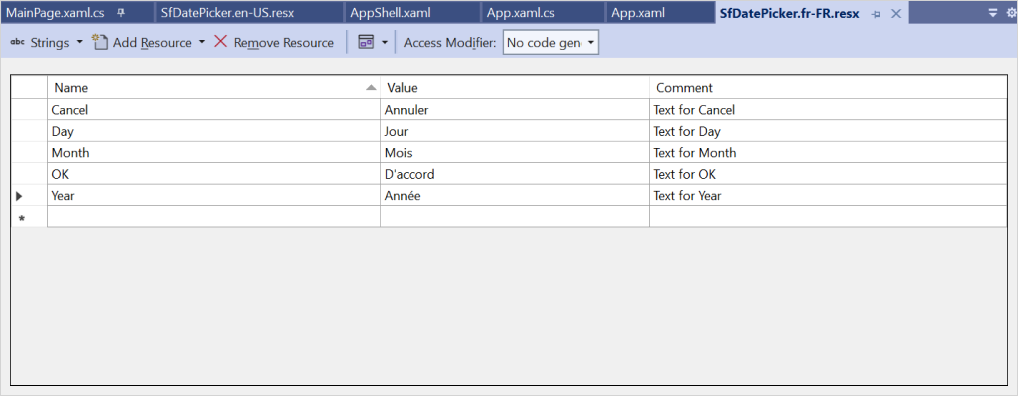 MainPage.xaml.cs SfDatePicker.en-US.resx AppShell.xaml App.xaml.cs App.xaml SfDatePicker.fr-FR.resx
abc Strings Add Resource Remove Resource Access Modifier: No code gen
Name Value Comment
Cancel Annuler Text for Cancel
Day Jour Text for Day
Month Mois Text for Month
OK D'accord Text for OK
Year Année Text for Year
*